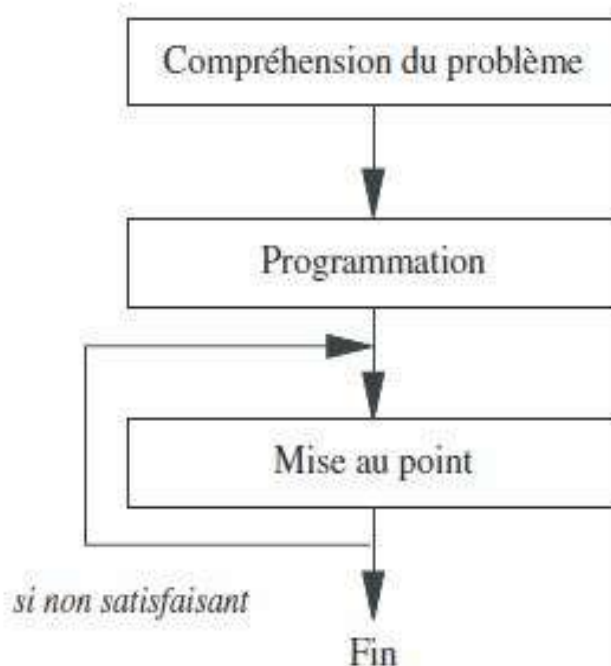 Compréhension du problème
Programmation
Mise au point
si non satisfaisant
Fin